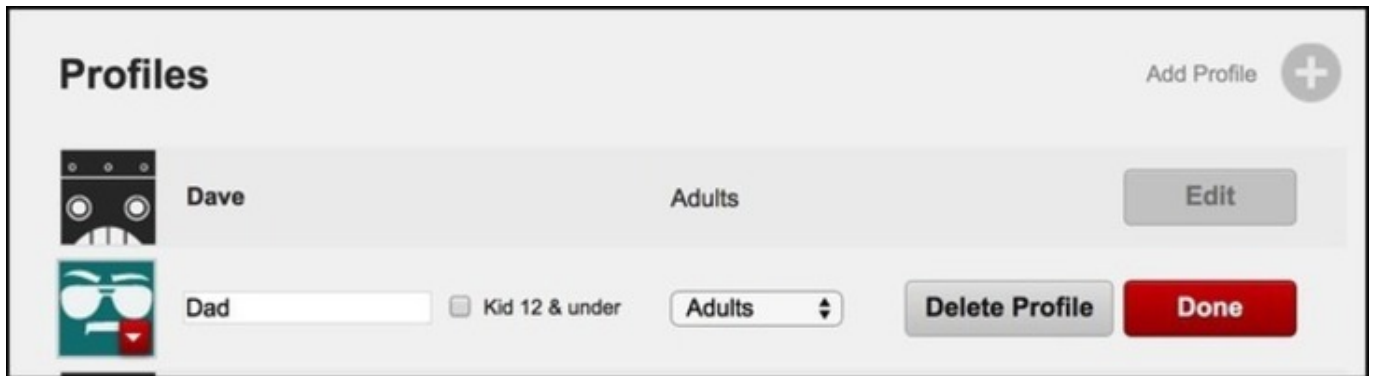 Profiles
Add Profile
Dave Adults Edit
Dad Kid 12 & under Adults Delete Profile Done